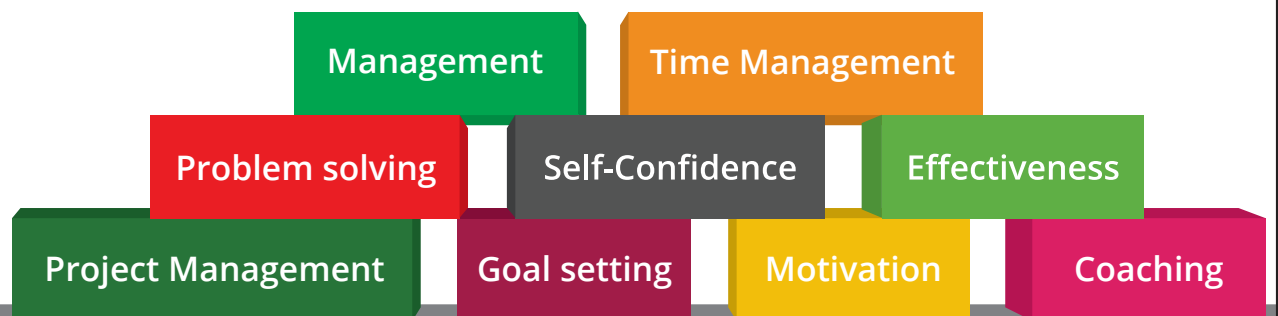 Management
Time Management
Problem solving
Self-Confidence
Effectiveness
Project Management
Goal setting
Motivation
Coaching